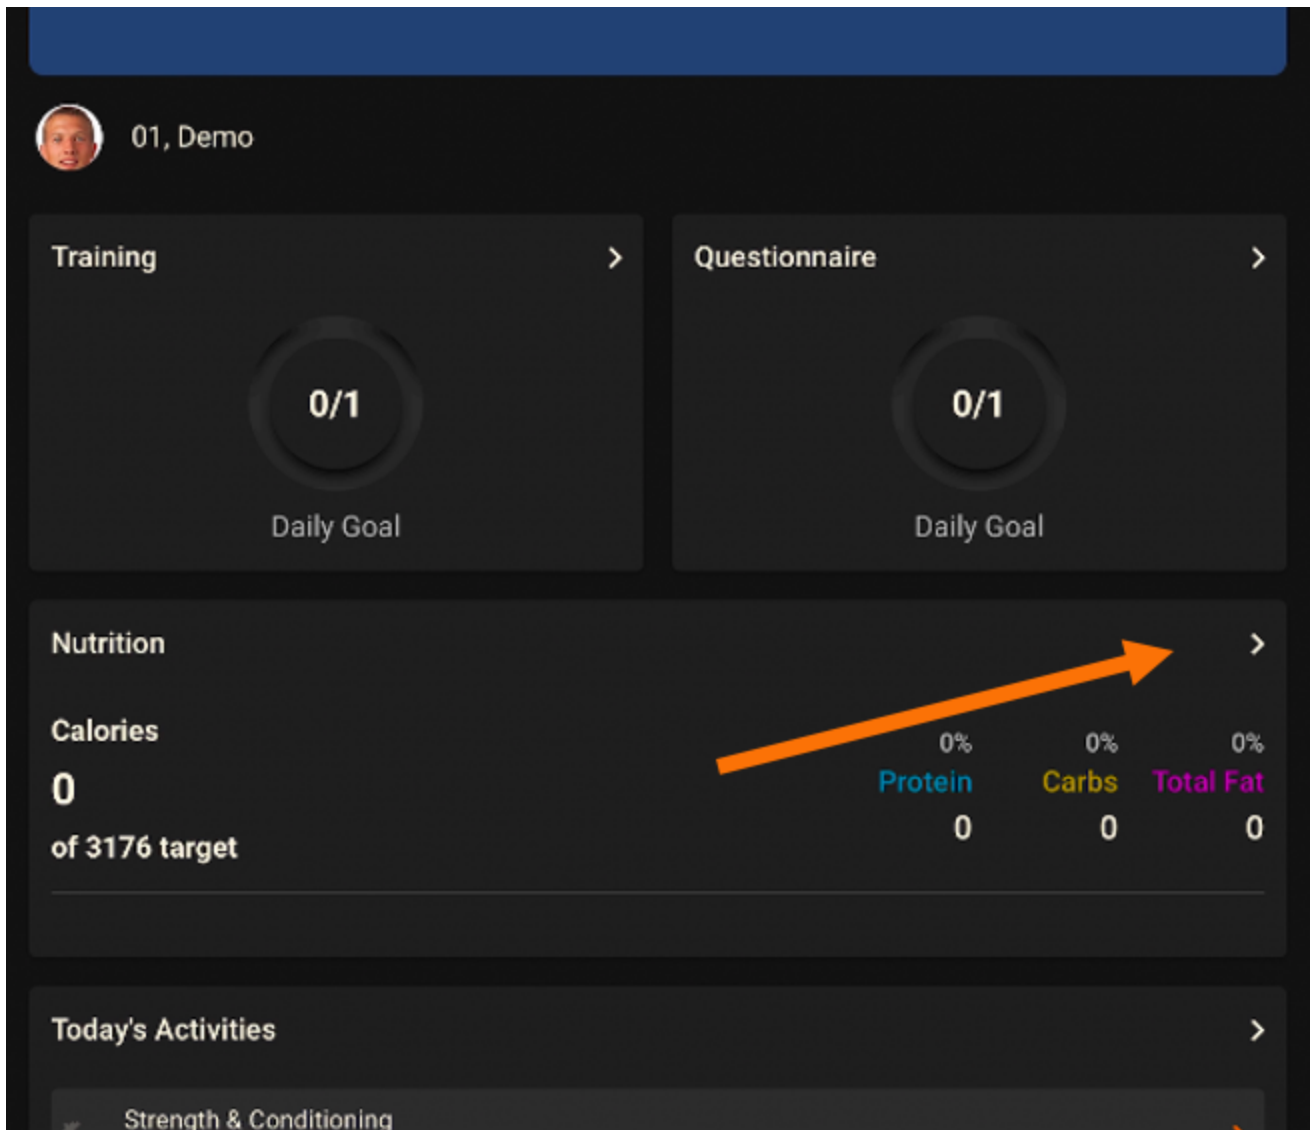 01, Demo
Training
Questionnaire
0/1
0/1
Daily Goal
Daily Goal
Nutrition
Calories
0
of 3176 target
0%
0%
0%
Protein
Carbs
Total Fat
0
0
0
Today's Activities
Strength & Conditioning